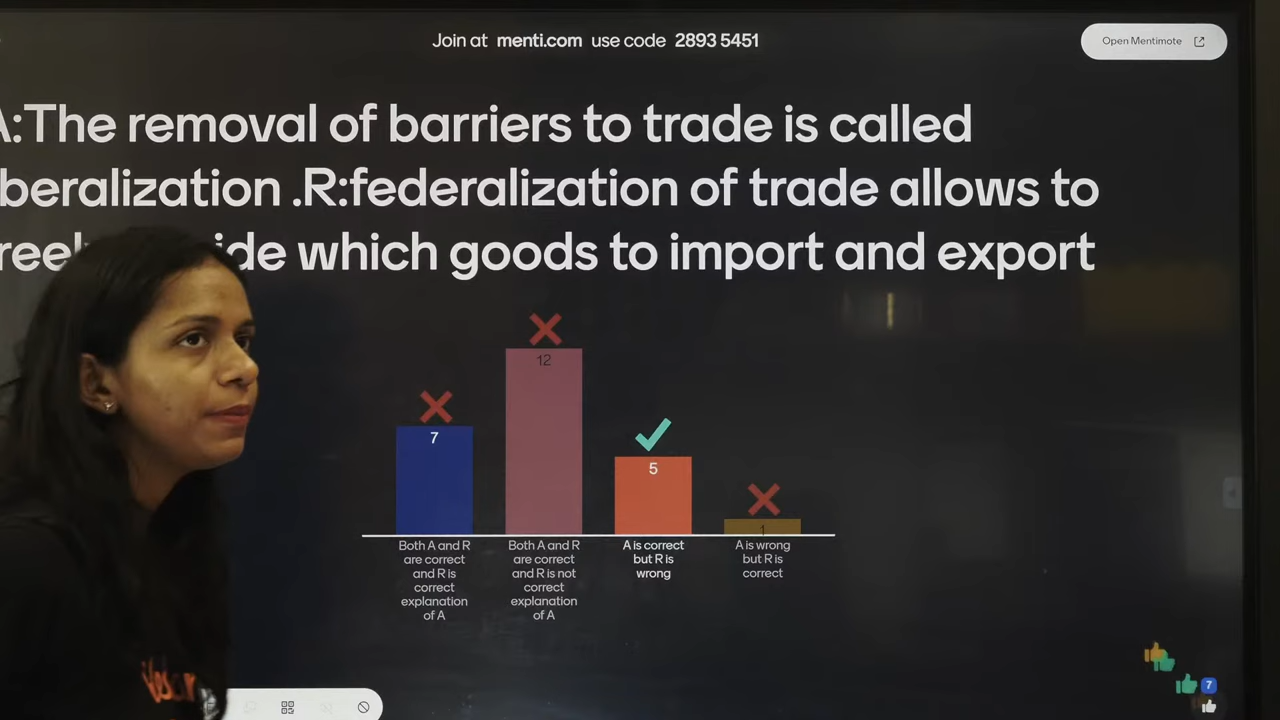 Join at menti.com use code 2893 5451
Open Mentimote
A:The removal of barriers to trade is called
beralization .R:federalization of trade allows to
which goods to import and export
12
7
5
1
Both A and R
are correct
and R is
correct
explanation
of A
Both A and R
are correct
and R is not
correct
explanation
of A
A is correct
but R is
wrong
A is wrong
but R is
correct
7